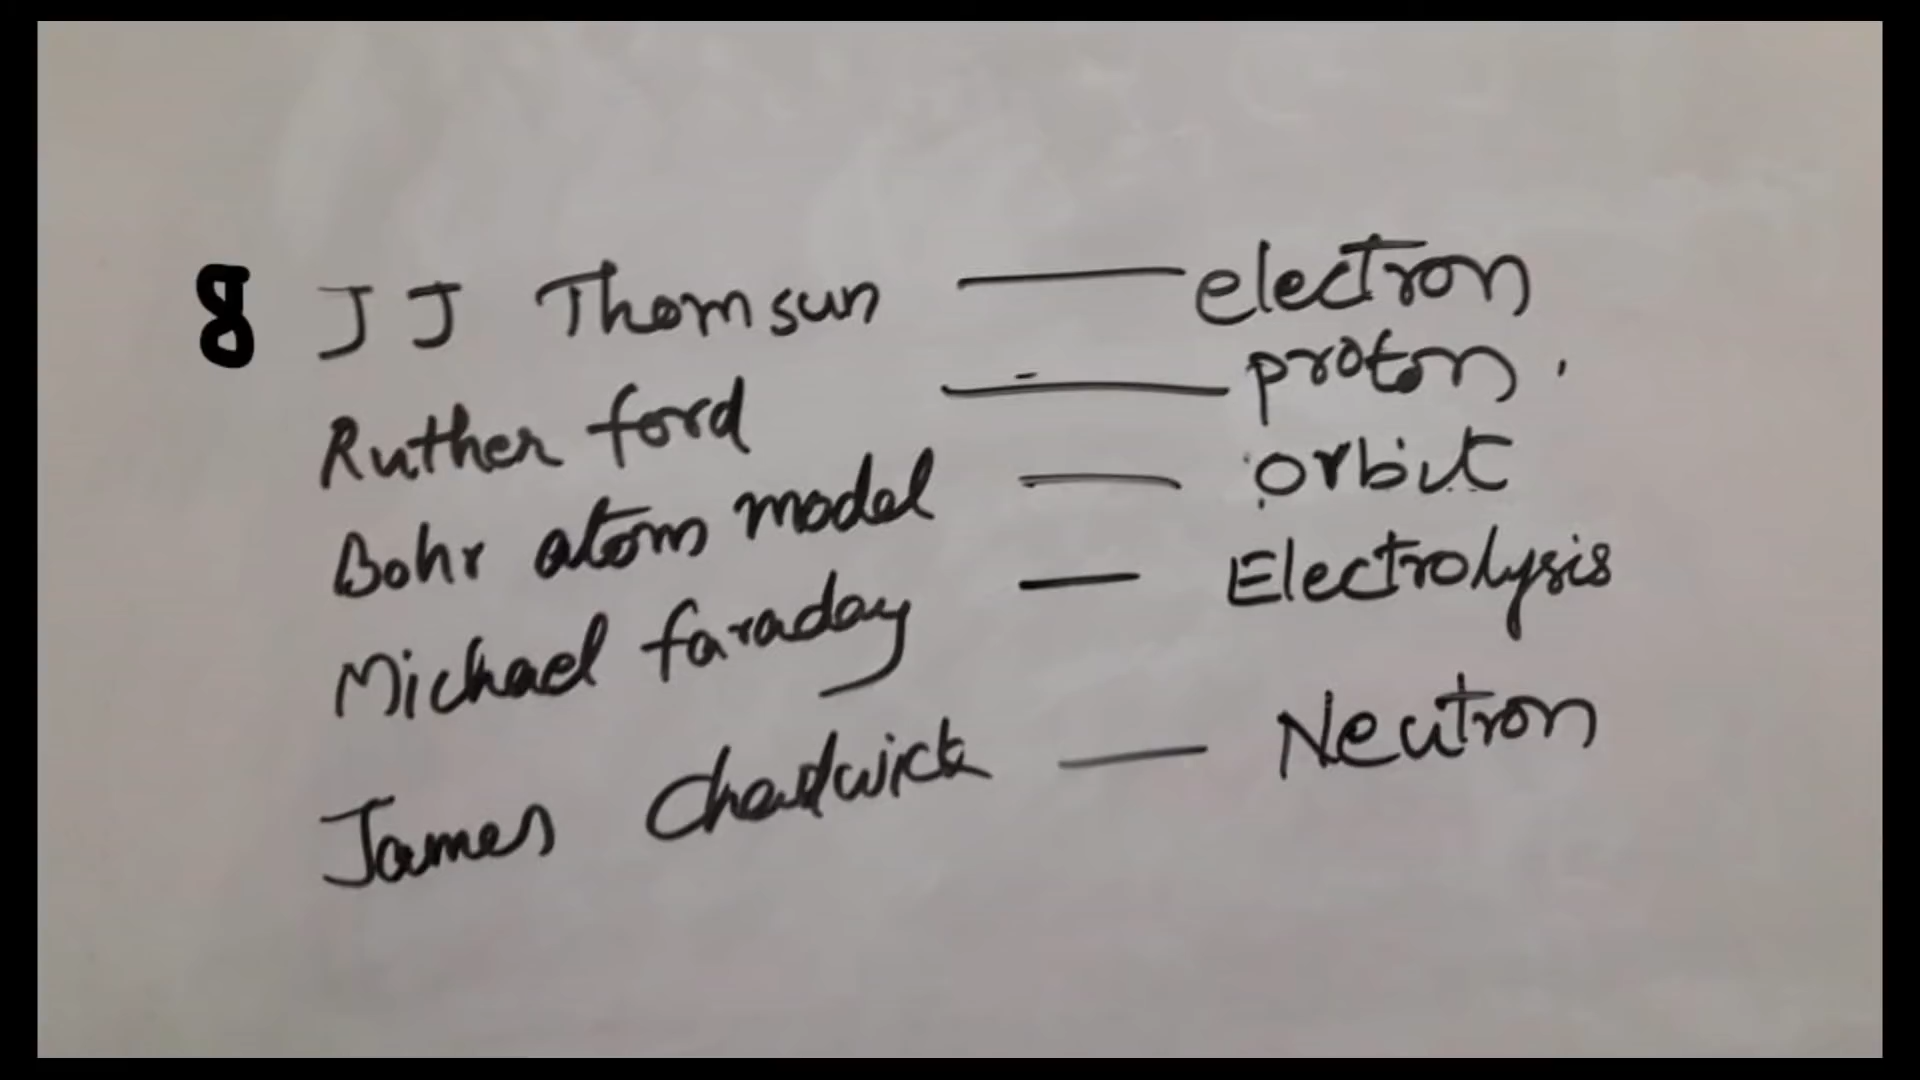 8 J J Thomsun — electron
Ruther ford — proton.
Bohr atom model — orbit
Michael faraday — Electrolysis
James Chadwick — Neutron